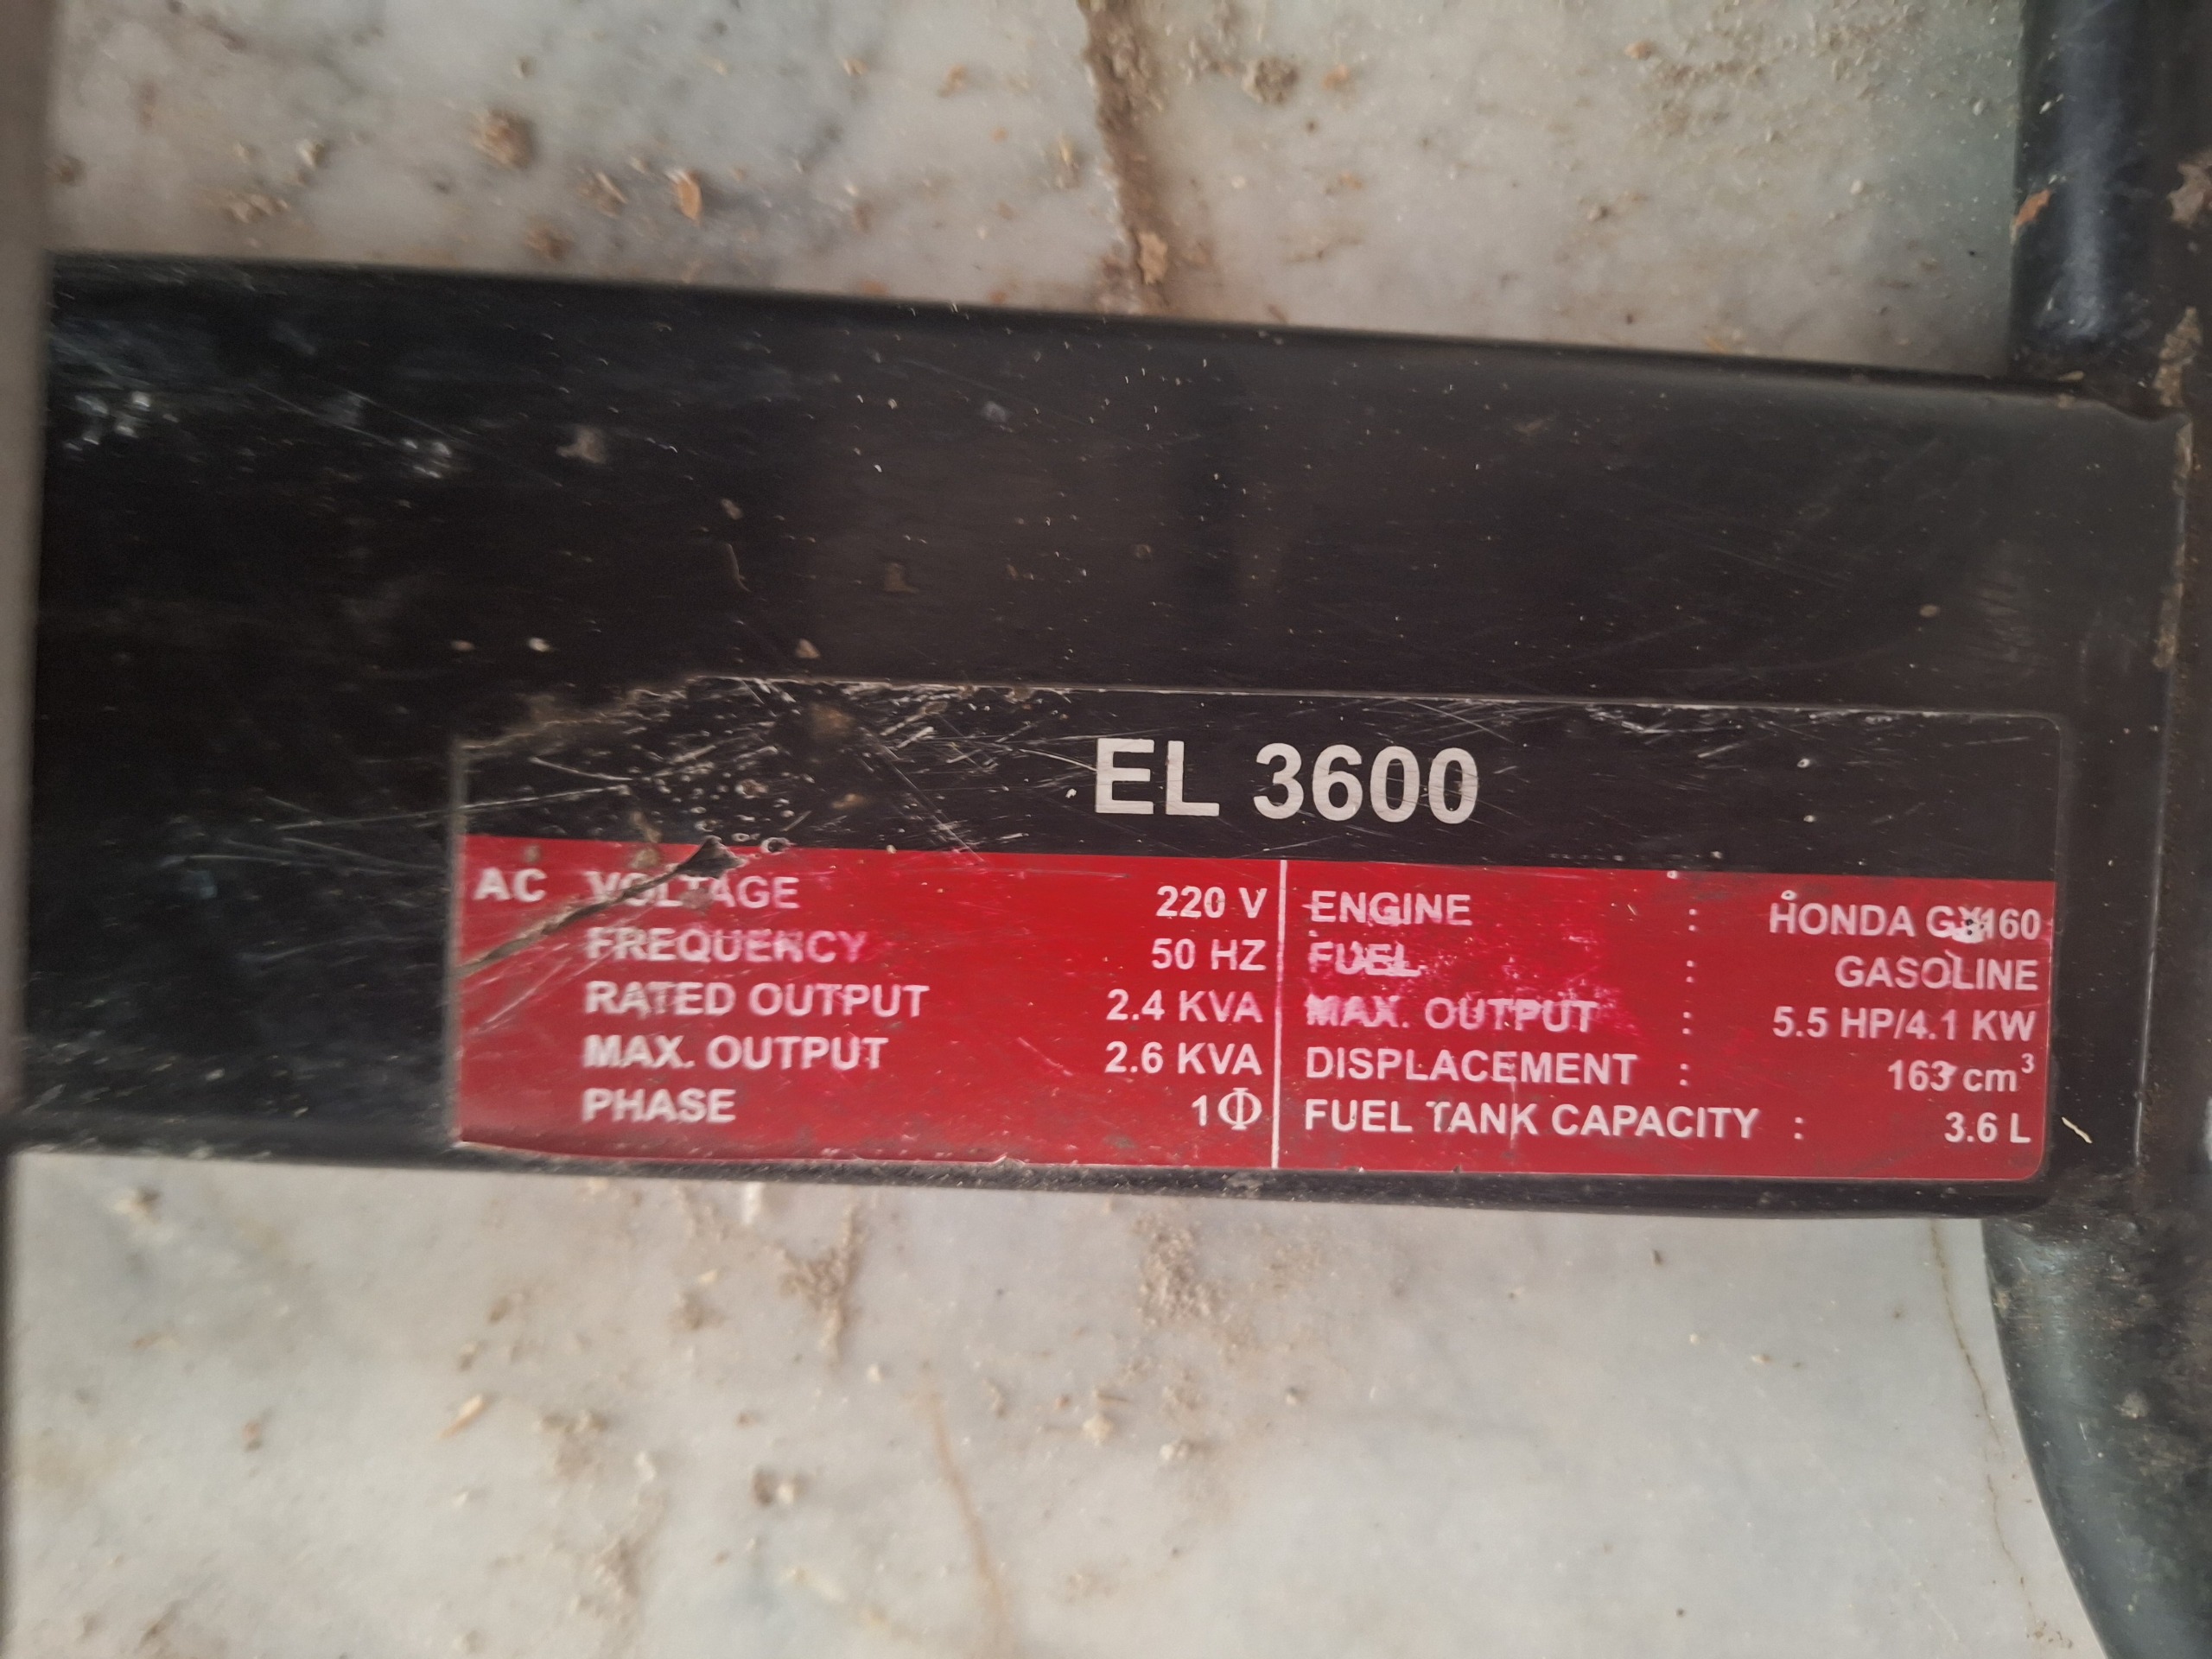 EL 3600
AC VOLTAGE 220 V
FREQUENCY 50 HZ
RATED OUTPUT 2.4 KVA
MAX. OUTPUT 2.6 KVA
PHASE 1Φ
ENGINE : HONDA GX160
FUEL : GASOLINE
MAX. OUTPUT : 5.5 HP/4.1 KW
DISPLACEMENT : 163 cm³
FUEL TANK CAPACITY : 3.6 L